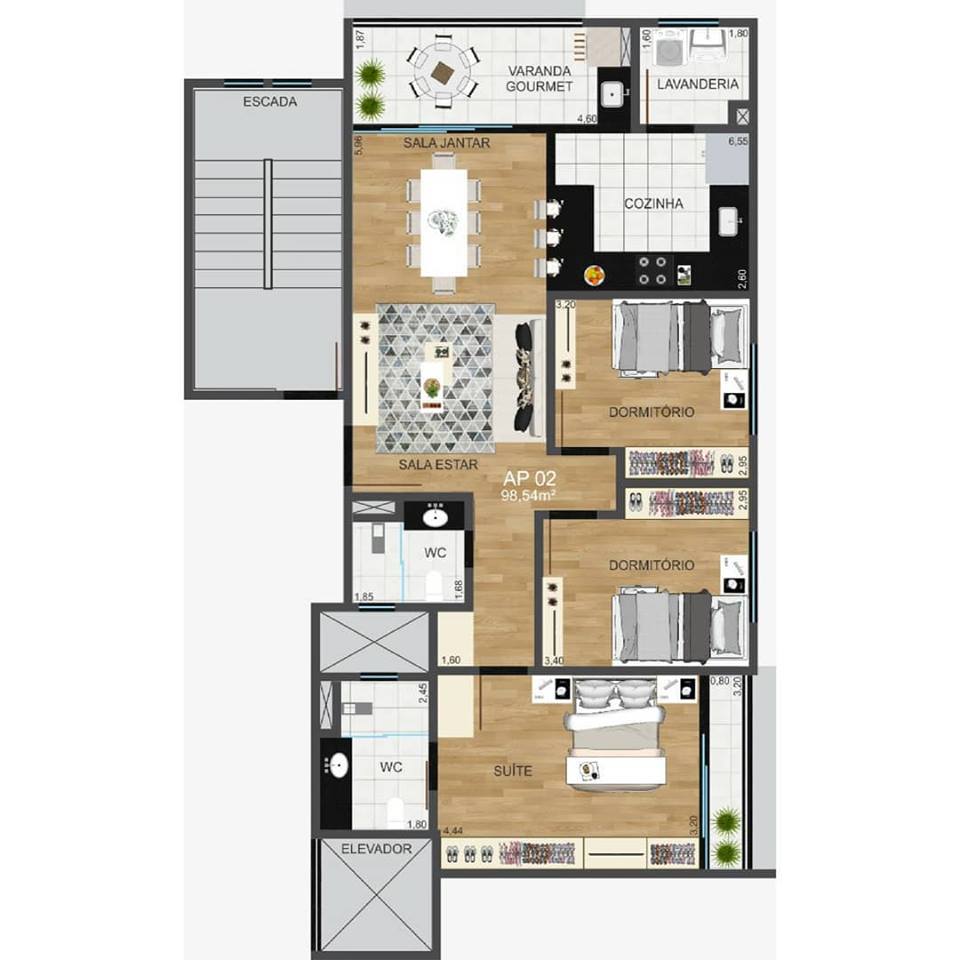 1,87
VARANDA
GOURMET
4,60
1,60
1,80
LAVANDERIA
ESCADA
5,96
SALA JANTAR
6,55
COZINHA
2,60
3,20
DORMITÓRIO
2,95
SALA ESTAR
AP 02
98,54m²
2,95
WC
1,85
1,68
DORMITÓRIO
3,40
1,60
2,45
WC
1,80
0,80
3,20
SUÍTE
4,44
3,20
ELEVADOR